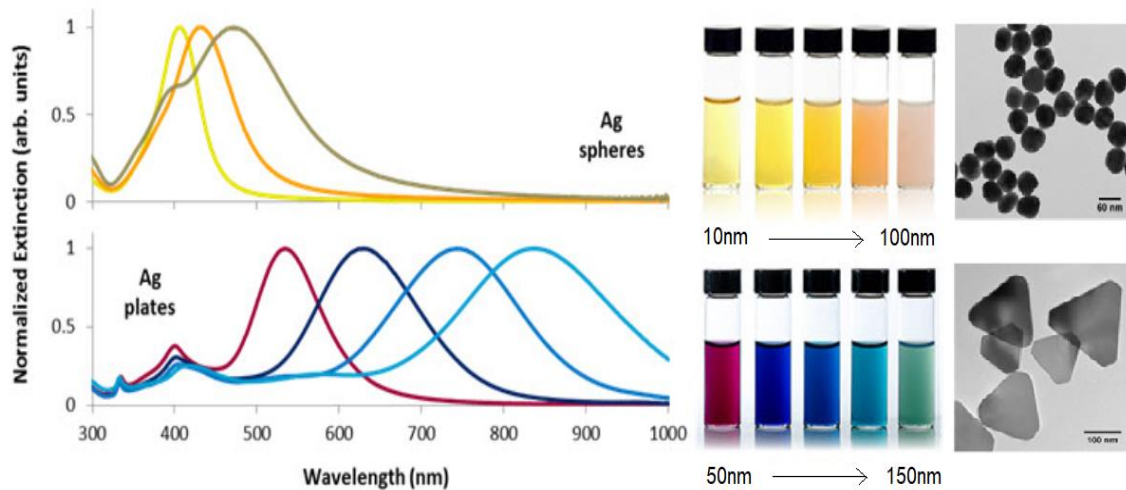 Normalized Extinction (arb. units)
1
0.5
0
Ag
spheres
1
0.5
0
Ag
plates
300 400 500 600 700 800 900 1000
Wavelength (nm)
10nm 100nm
60 nm
50nm 150nm
100 nm